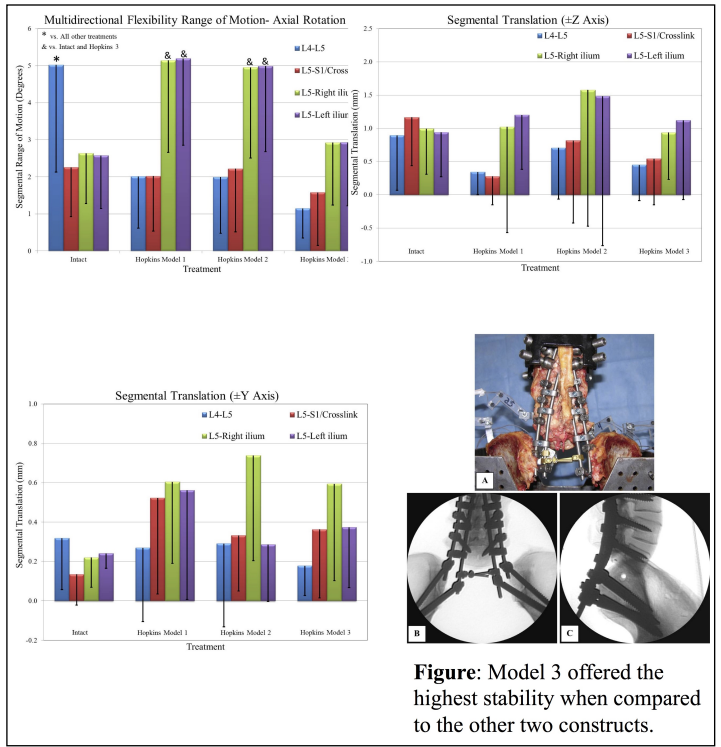 Multidirectional Flexibility Range of Motion- Axial Rotation
* vs. All other treatments
& vs. Intact and Hopkins 3
L4-L5
L5-S1/Crossl
L5-Right iliu
L5-Left ilium
Segmental Range of Motion (Degrees)
6
5
4
3
2
1
0
*
& &
& &
Intact
Hopkins Model 1
Hopkins Model 2
Hopkins Model
Treatment
Segmental Translation (±Z Axis)
L4-L5
L5-S1/Crosslink
L5-Right ilium
L5-Left ilium
Segmental Translation (mm)
2.5
2.0
1.5
1.0
0.5
0.0
-0.5
-1.0
Intact
Hopkins Model 1
Hopkins Model 2
Hopkins Model 3
Treatment
Segmental Translation (±Y Axis)
L4-L5
L5-S1/Crosslink
L5-Right ilium
L5-Left ilium
Segmental Translation (mm)
1.0
0.8
0.6
0.4
0.2
0.0
-0.2
Intact
Hopkins Model 1
Hopkins Model 2
Hopkins Model 3
Treatment
A
B
C
Figure: Model 3 offered the
highest stability when compared
to the other two constructs.